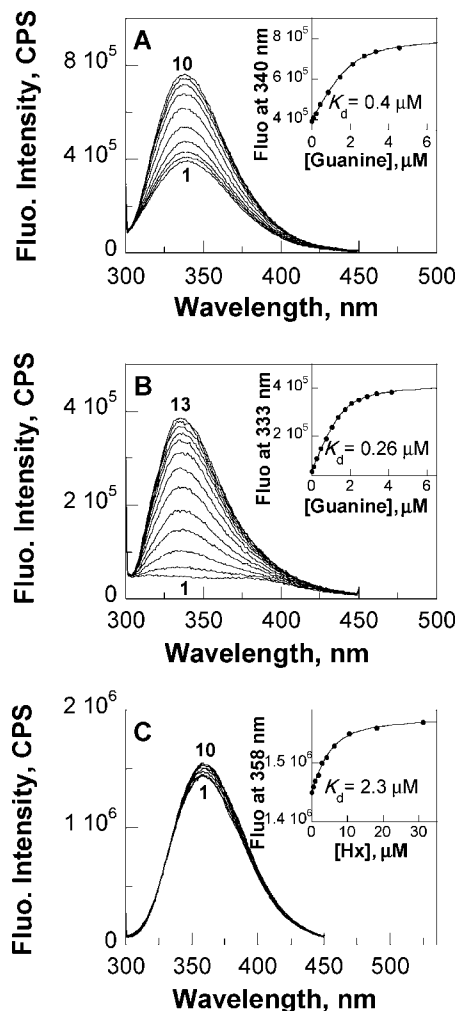 A
Fluo. Intensity, CPS
8 10⁵
4 10⁵
0
10
1
300 350 400 450 500
Wavelength, nm
Fluo at 340 nm
8 10⁵
6 10⁵
4 10⁵
K_d = 0.4 µM
0 2 4 6
[Guanine], µM
B
Fluo. Intensity, CPS
4 10⁵
2 10⁵
0
13
1
300 350 400 450 500
Wavelength, nm
Fluo at 333 nm
4 10⁵
2 10⁵
K_d = 0.26 µM
0 2 4 6
[Guanine], µM
C
Fluo. Intensity, CPS
2 10⁶
1 10⁶
0
10
1
300 350 400 450 500
Wavelength, nm
Fluo at 358 nm
1.5 10⁶
1.4 10⁶
K_d = 2.3 µM
0 10 20 30
[Hx], µM